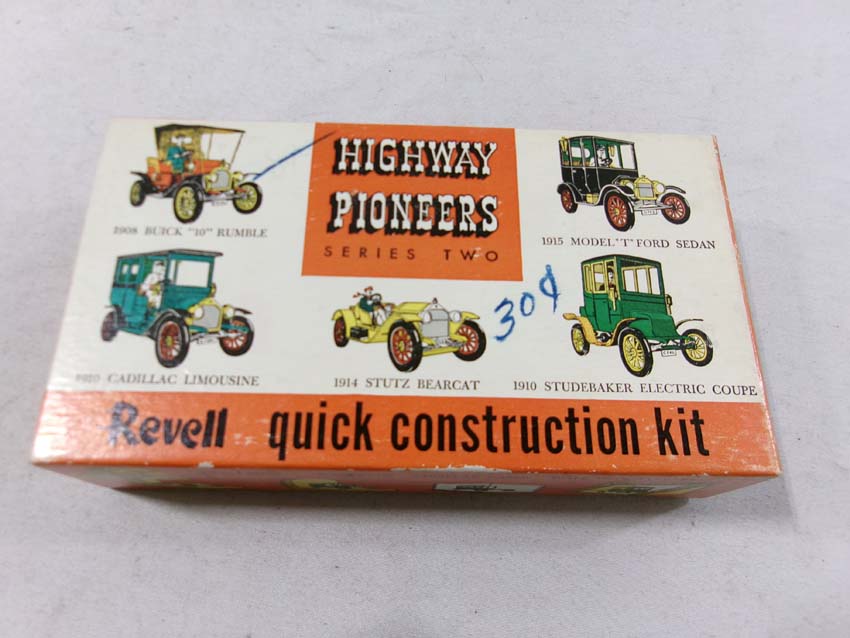 HIGHWAY
PIONEERS
SERIES TWO
1908 BUICK "10" RUMBLE
1915 MODEL "T" FORD SEDAN
30¢
1910 CADILLAC LIMOUSINE
1914 STUTZ BEARCAT
1910 STUDEBAKER ELECTRIC COUPE
Revell quick construction kit